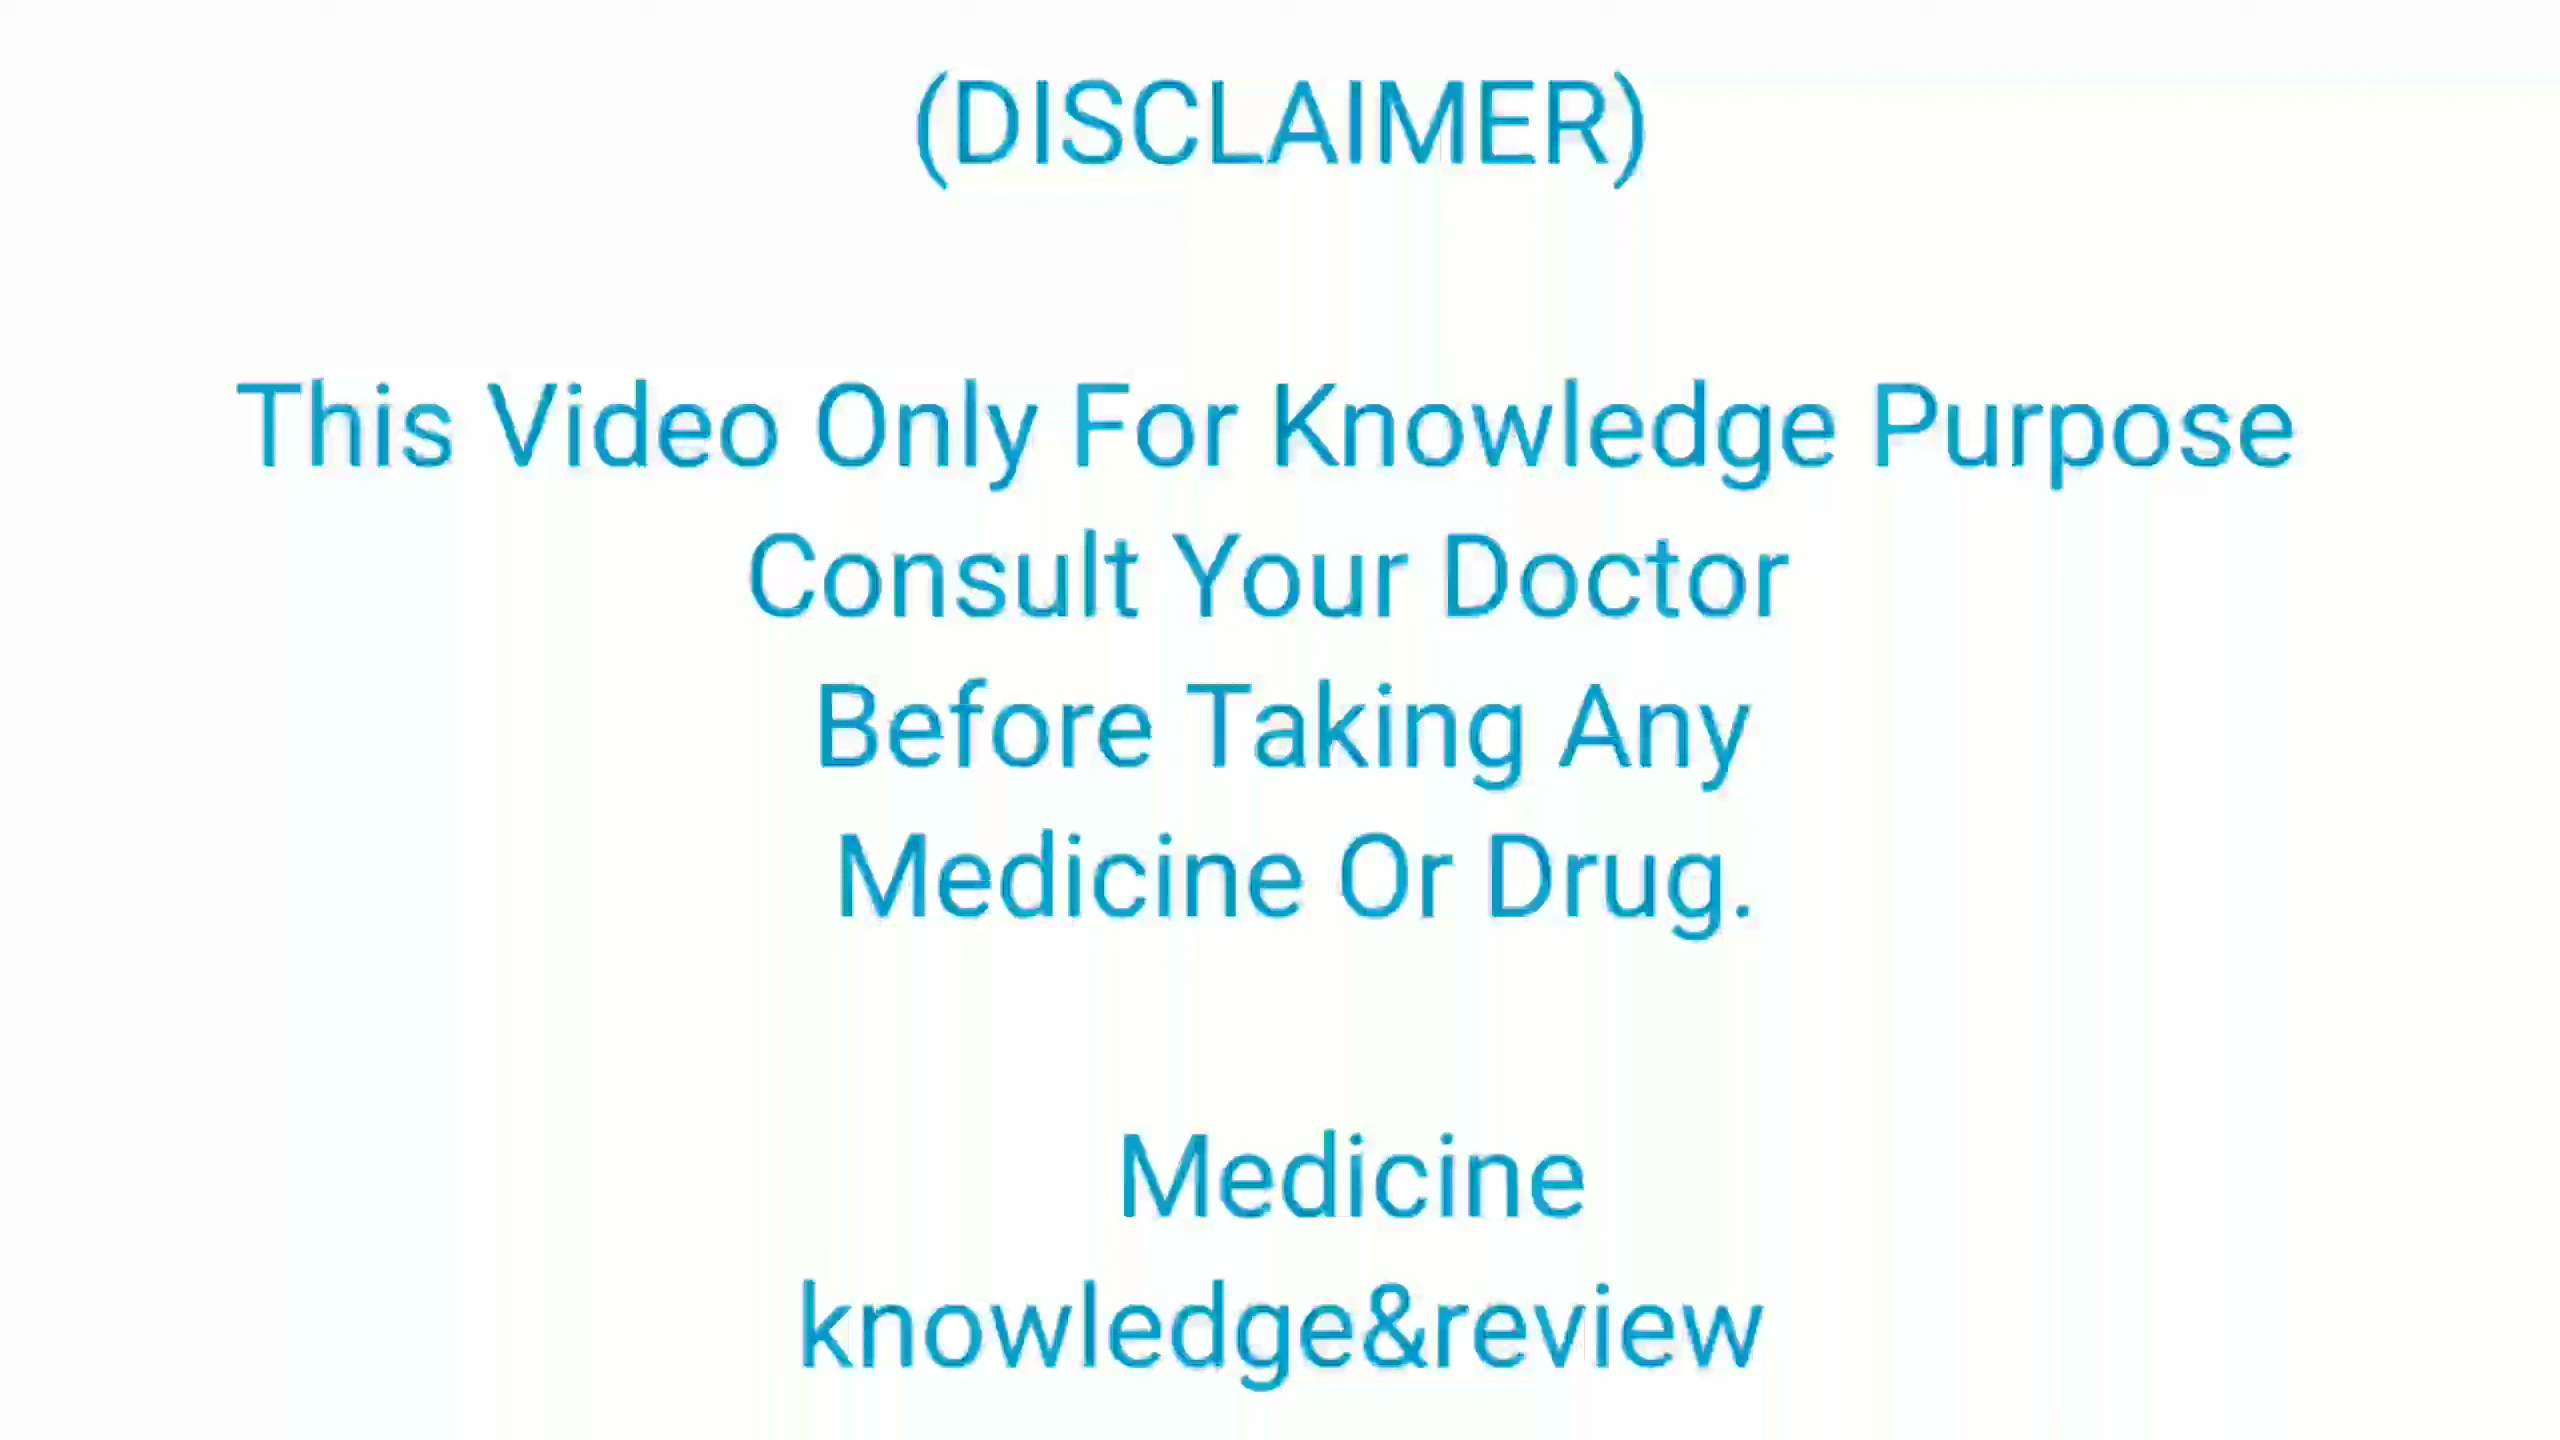 (DISCLAIMER)
This Video Only For Knowledge Purpose
Consult Your Doctor
Before Taking Any
Medicine Or Drug.
Medicine
knowledge&review